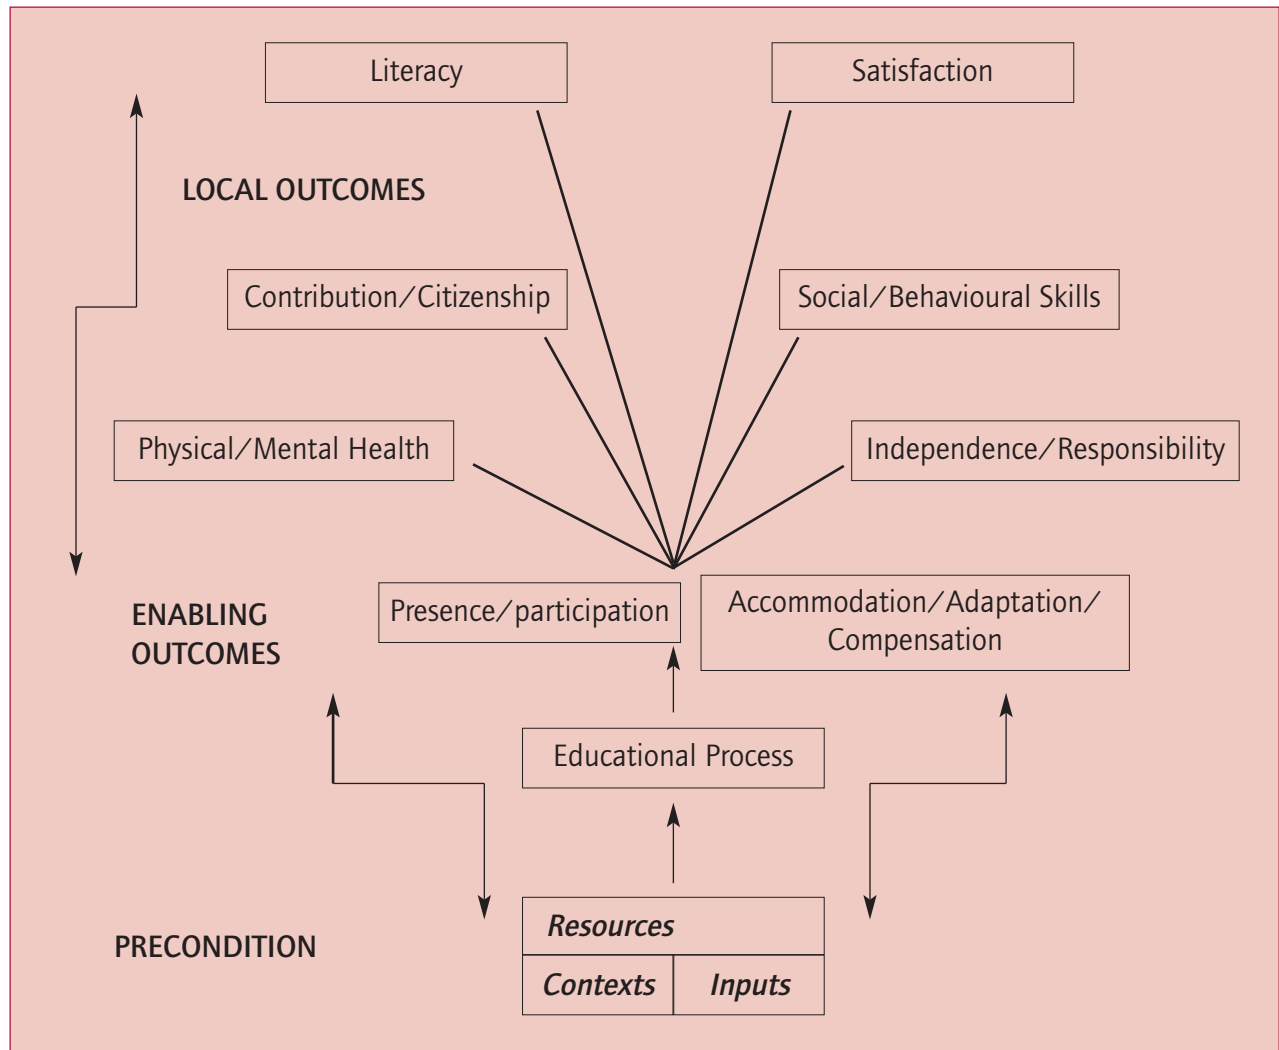 Literacy
Satisfaction
LOCAL OUTCOMES
Contribution/Citizenship
Social/Behavioural Skills
Physical/Mental Health
Independence/Responsibility
ENABLING
OUTCOMES
Presence/participation
Accommodation/Adaptation/
Compensation
Educational Process
PRECONDITION
Resources
Contexts
Inputs